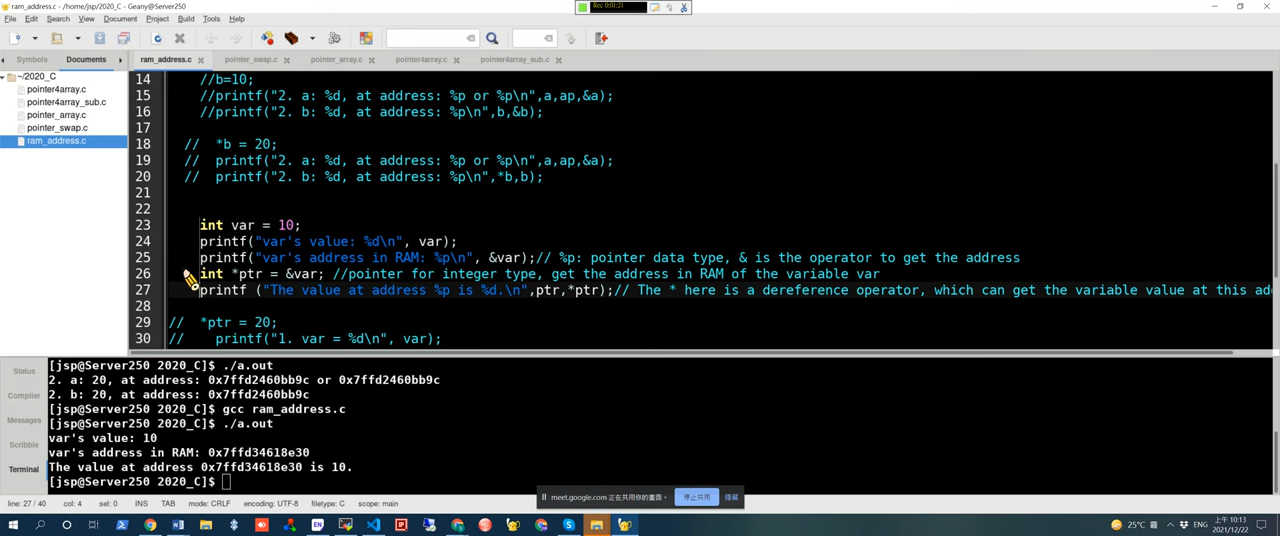 ram_address.c - /home/jsp/2020_C - Geany@Server250
Rec 0:01:21
File Edit Search View Document Project Build Tools Help
Symbols Documents
ram_address.c pointer_swap.c pointer_array.c pointer4array.c pointer4array_sub.c
~/2020_C
pointer4array.c
pointer4array_sub.c
pointer_array.c
pointer_swap.c
ram_address.c
14 //b=10;
15 //printf("2. a: %d, at address: %p or %p\n",a,ap,&a);
16 //printf("2. b: %d, at address: %p\n",b,&b);
17
18 // *b = 20;
19 // printf("2. a: %d, at address: %p or %p\n",a,ap,&a);
20 // printf("2. b: %d, at address: %p\n",*b,b);
21
22
23 int var = 10;
24 printf("var's value: %d\n", var);
25 printf("var's address in RAM: %p\n", &var);// %p: pointer data type, & is the operator to get the address
26 int *ptr = &var; //pointer for integer type, get the address in RAM of the variable var
27 printf ("The value at address %p is %d.\n",ptr,*ptr);// The * here is a dereference operator, which can get the variable value at this ad
28
29 // *ptr = 20;
30 // printf("1. var = %d\n", var);
Status
Compiler
Messages
Scribble
Terminal
[jsp@Server250 2020_C]$ ./a.out
2. a: 20, at address: 0x7ffd2460bb9c or 0x7ffd2460bb9c
2. b: 20, at address: 0x7ffd2460bb9c
[jsp@Server250 2020_C]$ gcc ram_address.c
[jsp@Server250 2020_C]$ ./a.out
var's value: 10
var's address in RAM: 0x7ffd34618e30
The value at address 0x7ffd34618e30 is 10.
[jsp@Server250 2020_C]$
meet.google.com 正在共用你的畫面。 停止共用 隱藏
line: 27 / 40 col: 4 sel: 0 INS TAB mode: CRLF encoding: UTF-8 filetype: C scope: main
EN
25°C ENG
上午 10:13
2021/12/22